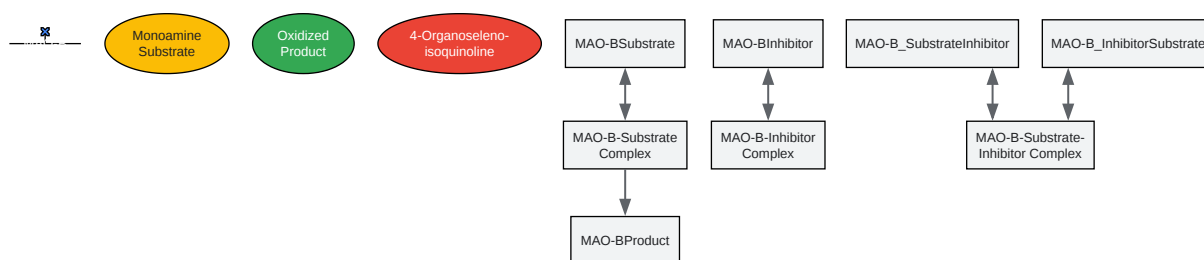 Monoamine
Substrate
Oxidized
Product
4-Organoseleno-
isoquinoline
MAO-BSubstrate
MAO-BInhibitor
MAO-B_SubstrateInhibitor
MAO-B_InhibitorSubstrate
MAO-B-Substrate
Complex
MAO-B-Inhibitor
Complex
MAO-B-Substrate-
Inhibitor Complex
MAO-BProduct